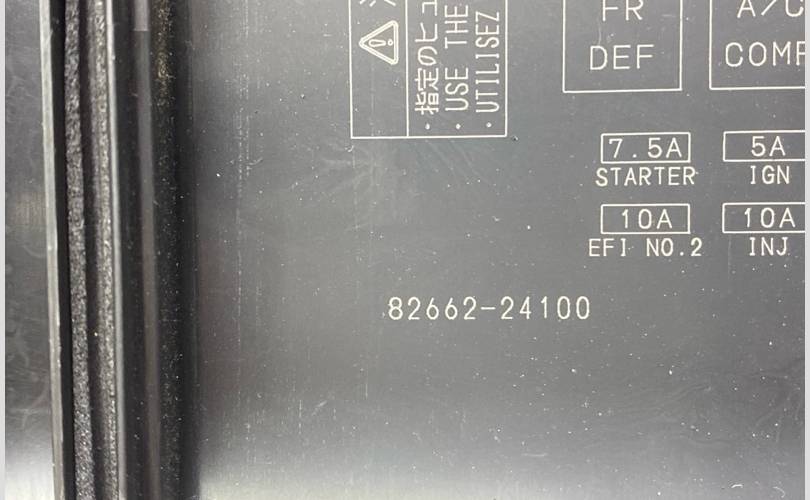 指定のヒュ
・USE THE
・UTILISEZ
FR
DEF
A/C
COMP
7.5A
STARTER
5A
IGN
10A
EFI NO.2
10A
INJ
82662-24100